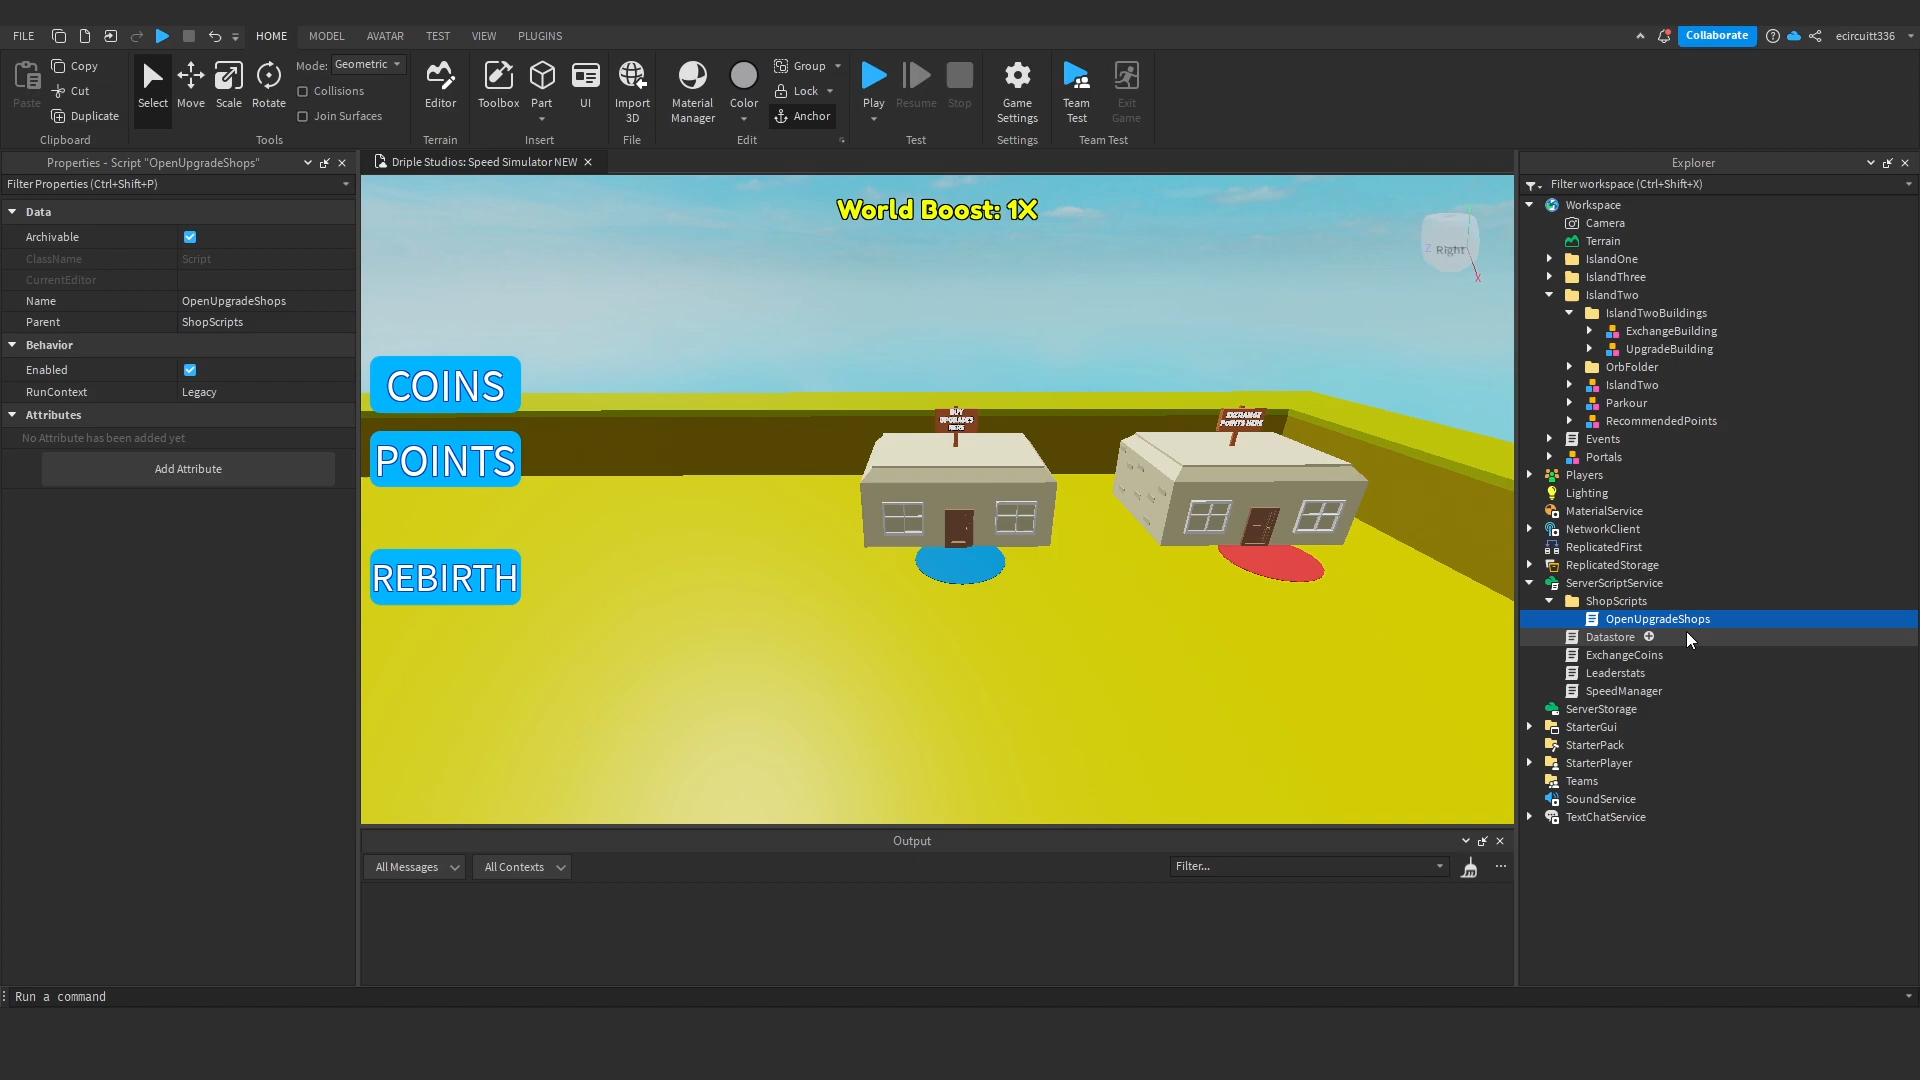 FILE HOME MODEL AVATAR TEST VIEW PLUGINS Collaborate ecircuitt336
Paste Copy Cut Duplicate Clipboard
Select Move Scale Rotate Mode: Geometric Collisions Join Surfaces Tools
Editor Terrain
Toolbox Part UI Insert
Import 3D File
Material Manager Color Group Lock Anchor Edit
Play Resume Stop Test
Game Settings Settings
Team Test Exit Game Team Test
Properties - Script "OpenUpgradeShops"
Filter Properties (Ctrl+Shift+P)
Data
Archivable
ClassName Script
CurrentEditor
Name OpenUpgradeShops
Parent ShopScripts
Behavior
Enabled
RunContext Legacy
Attributes
No Attribute has been added yet
Add Attribute
Driple Studios: Speed Simulator NEW
World Boost: 1X
Right
Z
X
COINS
POINTS
REBIRTH
BUY
UPGRADES
HERE
EXCHANGE
POINTS HERE
Output
All Messages All Contexts Filter...
Explorer
Filter workspace (Ctrl+Shift+X)
Workspace
Camera
Terrain
IslandOne
IslandThree
IslandTwo
IslandTwoBuildings
ExchangeBuilding
UpgradeBuilding
OrbFolder
IslandTwo
Parkour
RecommendedPoints
Events
Portals
Players
Lighting
MaterialService
NetworkClient
ReplicatedFirst
ReplicatedStorage
ServerScriptService
ShopScripts
OpenUpgradeShops
Datastore
ExchangeCoins
Leaderstats
SpeedManager
ServerStorage
StarterGui
StarterPack
StarterPlayer
Teams
SoundService
TextChatService
Run a command